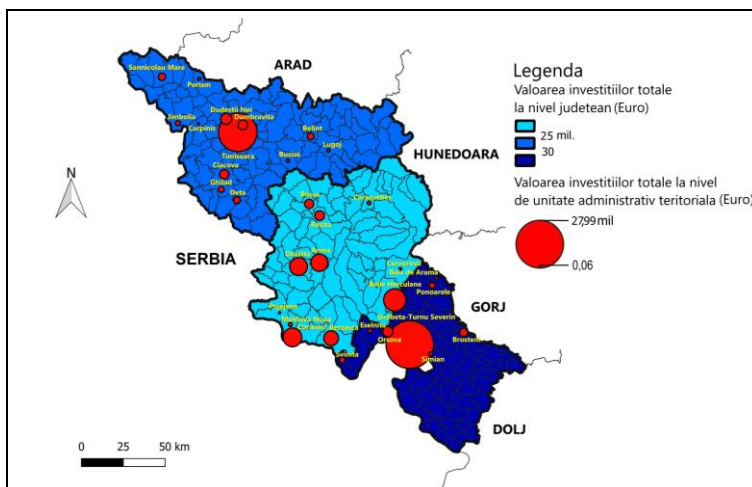 ARAD
Sannicolau Mare
Periam
Dudestii Noi
Jimbolia
Dumbravita
Carpinis
Belint
Timisoara
Buzias
Lugoj
HUNEDOARA
Ciacova
Ghilad
Deta
N
Bocsa
Caransebes
Resita
SERBIA
Oravita
Anina
Cornereva
Baia de Arama
Ponoarele
Baile Herculane
GORJ
Pojejena
Moldova Noua
Coronini
Berzasca
Eselnita
Drobeta-Turnu Severin
Orsova
Brosteni
Svinita
Simian
DOLJ
0 25 50 km
Legenda
Valoarea investitiilor totale
la nivel judetean (Euro)
25 mil.
30
Valoarea investitiilor totale la nivel
de unitate administrativ teritoriala (Euro)
27,99 mil
0,06